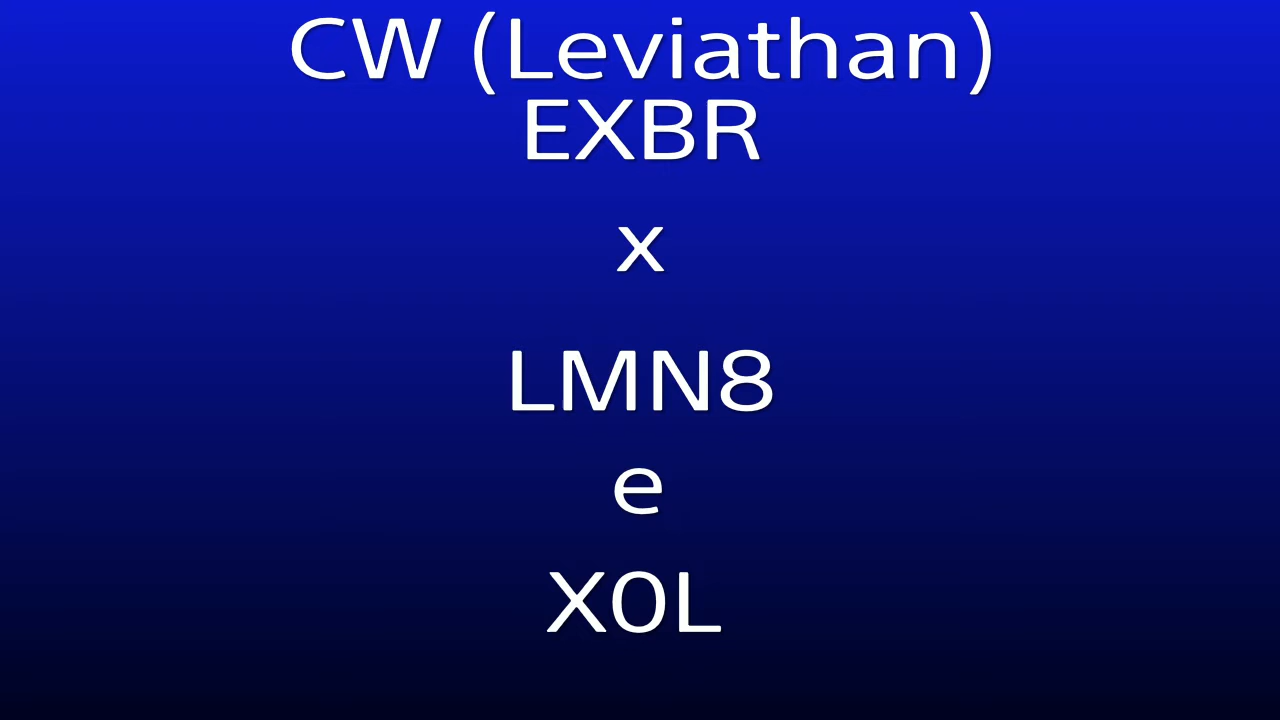 CW (Leviathan)
EXBR
x
LMN8
e
X0L